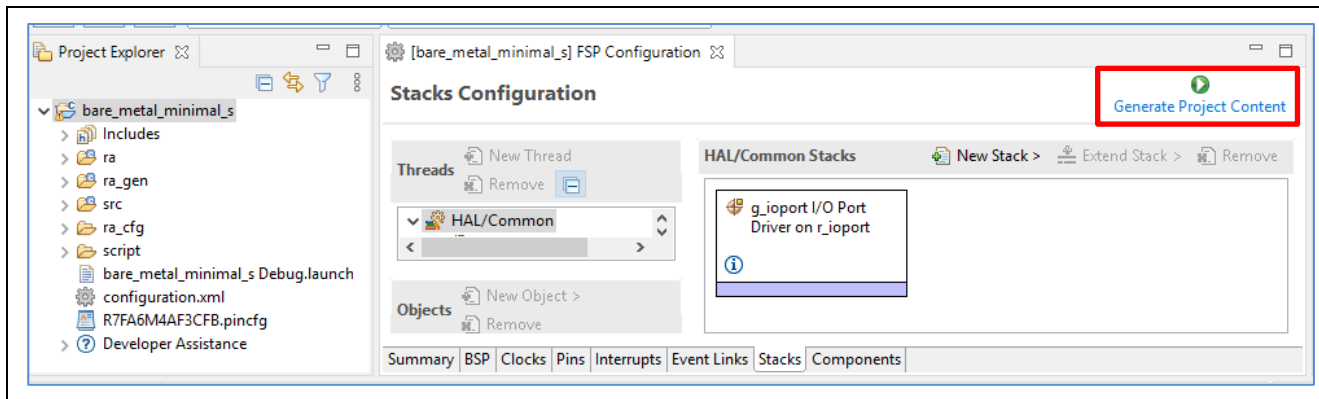 Project Explorer
bare_metal_minimal_s
Includes
ra
ra_gen
src
ra_cfg
script
bare_metal_minimal_s Debug.launch
configuration.xml
R7FA6M4AF3CFB.pincfg
Developer Assistance
[bare_metal_minimal_s] FSP Configuration
Stacks Configuration
Generate Project Content
Threads
New Thread
Remove
HAL/Common
Objects
New Object >
Remove
HAL/Common Stacks
New Stack >
Extend Stack >
Remove
g_ioport I/O Port
Driver on r_ioport
Summary BSP Clocks Pins Interrupts Event Links Stacks Components